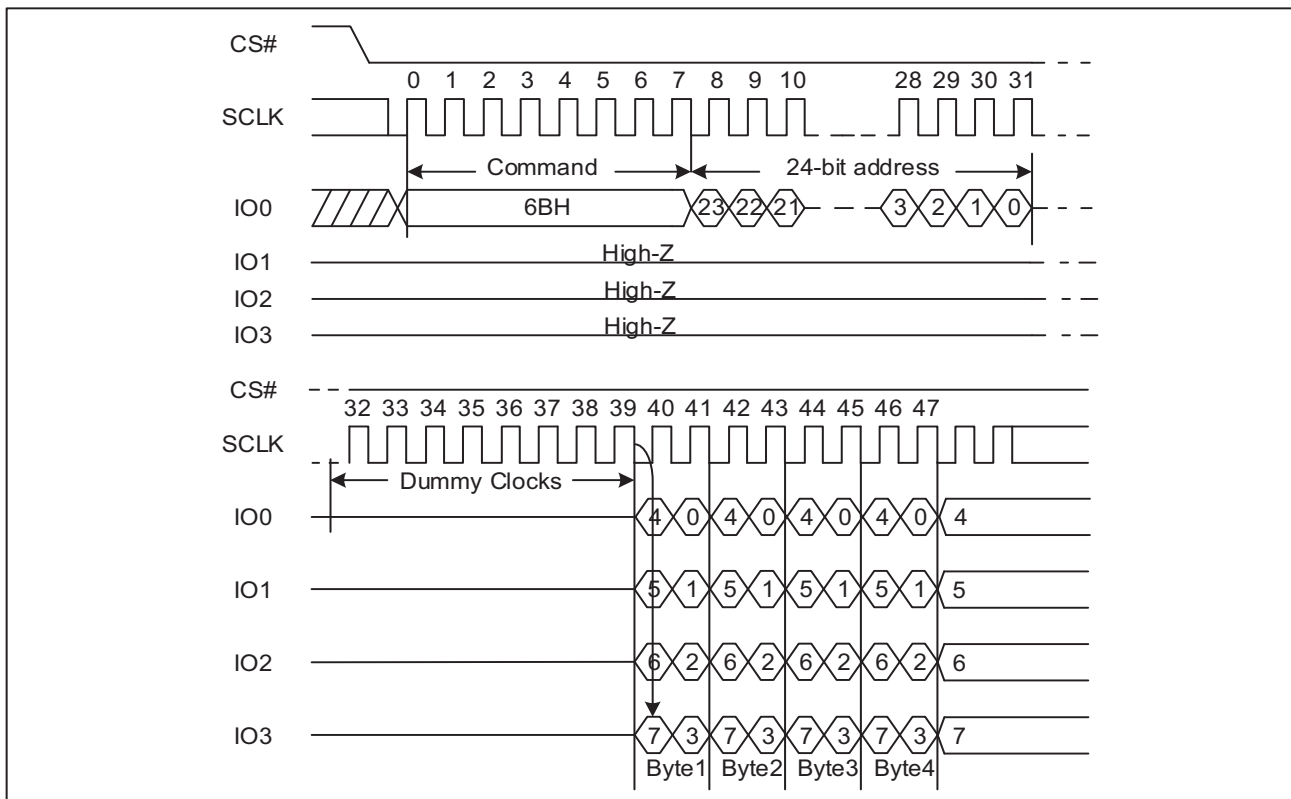 CS#
0 1 2 3 4 5 6 7 8 9 10 28 29 30 31
SCLK
Command 24-bit address
IO0 6BH 23 22 21 3 2 1 0
IO1 High-Z
IO2 High-Z
IO3 High-Z
CS#
32 33 34 35 36 37 38 39 40 41 42 43 44 45 46 47
SCLK
Dummy Clocks
IO0 4 0 4 0 4 0 4 0 4
IO1 5 1 5 1 5 1 5 1 5
IO2 6 2 6 2 6 2 6 2 6
IO3 7 3 7 3 7 3 7 3 7
Byte1 Byte2 Byte3 Byte4